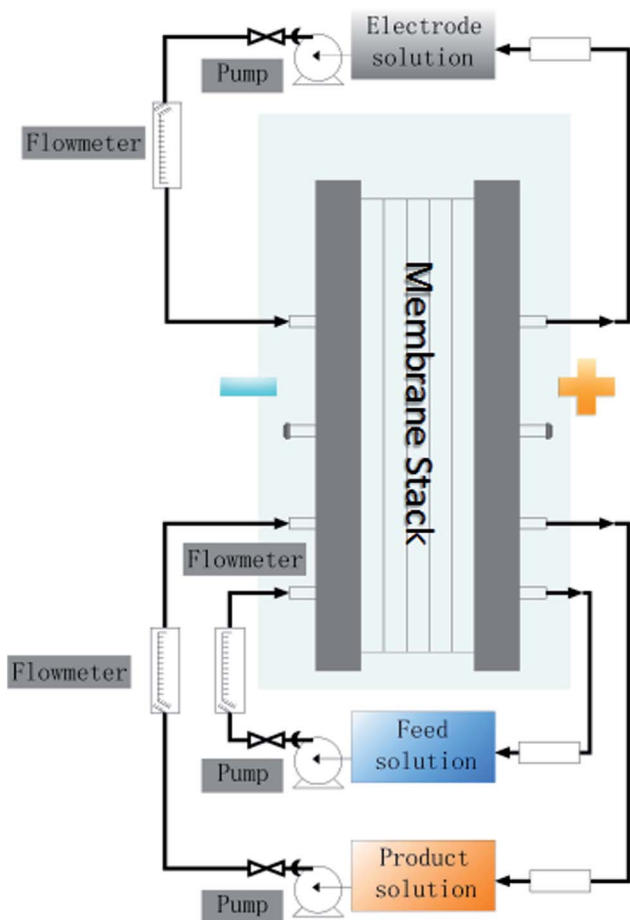 Electrode
solution
Pump
Flowmeter
Membrane Stack
Flowmeter
Flowmeter
Feed
solution
Pump
Product
solution
Pump